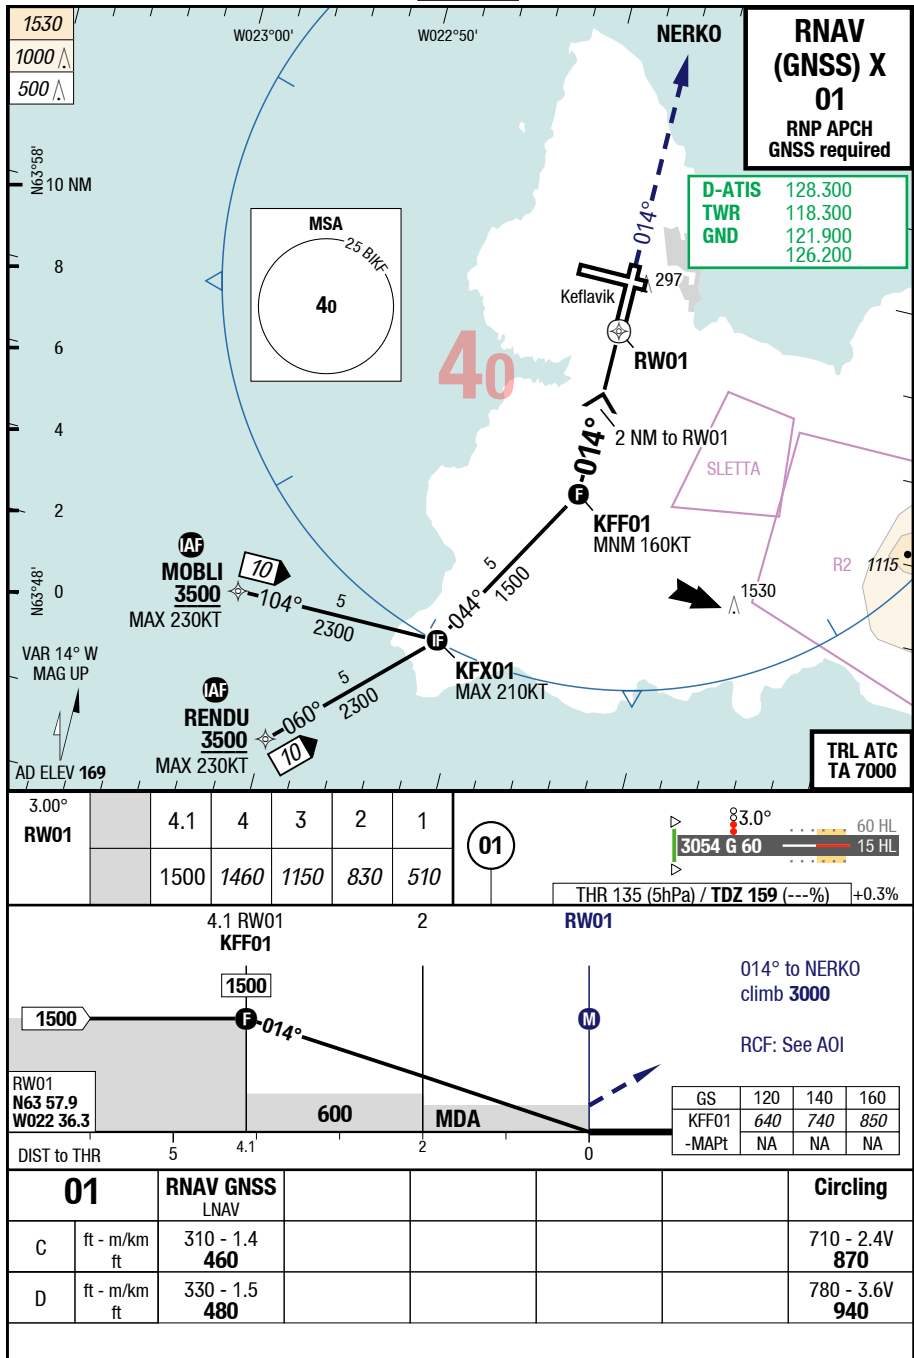 1530
1000
500
W023°00'
W022°50'
NERKO
RNAV
(GNSS) X
01
RNP APCH
GNSS required
D-ATIS 128.300
TWR 118.300
GND 121.900
126.200
N63°58'
10 NM
8
6
4
2
0
N63°48'
MSA
25 BIKF
40
40
014°
297
Keflavik
RW01
2 NM to RW01
014°
SLETTA
KFF01
MNM 160KT
R2
1115
1530
5
1500
044°
IAF
MOBLI
3500
MAX 230KT
10
104°
5
2300
IF
KFX01
MAX 210KT
F
VAR 14° W
MAG UP
IAF
RENDU
3500
MAX 230KT
10
060°
5
2300
AD ELEV 169
TRL ATC
TA 7000
3.00°
RW01
4.1 4 3 2 1
1500 1460 1150 830 510
01
3.0°
60 HL
3054 G 60
15 HL
THR 135 (5hPa) / TDZ 159 (---%)
+0.3%
4.1 RW01
KFF01
2
RW01
1500
1500
F
014°
M
014° to NERKO
climb 3000
RCF: See AOI
RW01
N63 57.9
W022 36.3
600
MDA
GS 120 140 160
KFF01 640 740 850
-MAPt NA NA NA
DIST to THR 5 4.1 2 0
01
RNAV GNSS
LNAV
Circling
C
ft - m/km
ft
310 - 1.4
460
710 - 2.4V
870
D
ft - m/km
ft
330 - 1.5
480
780 - 3.6V
940